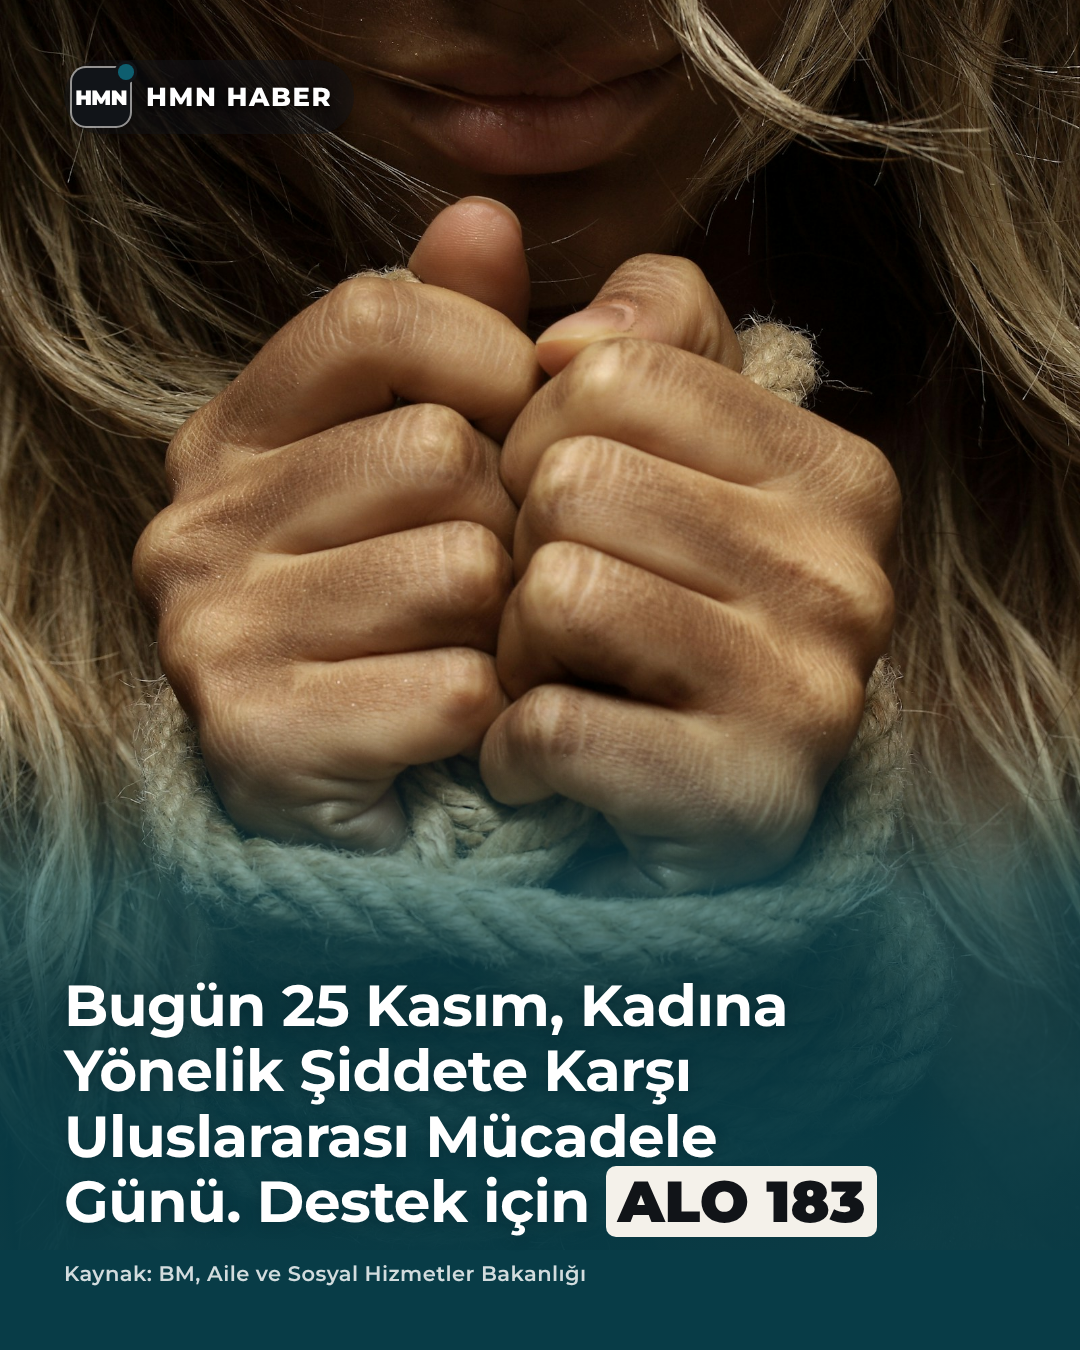 HMN HMN HABER
Bugün 25 Kasım, Kadına
Yönelik Şiddete Karşı
Uluslararası Mücadele
Günü. Destek için ALO 183
Kaynak: BM, Aile ve Sosyal Hizmetler Bakanlığı